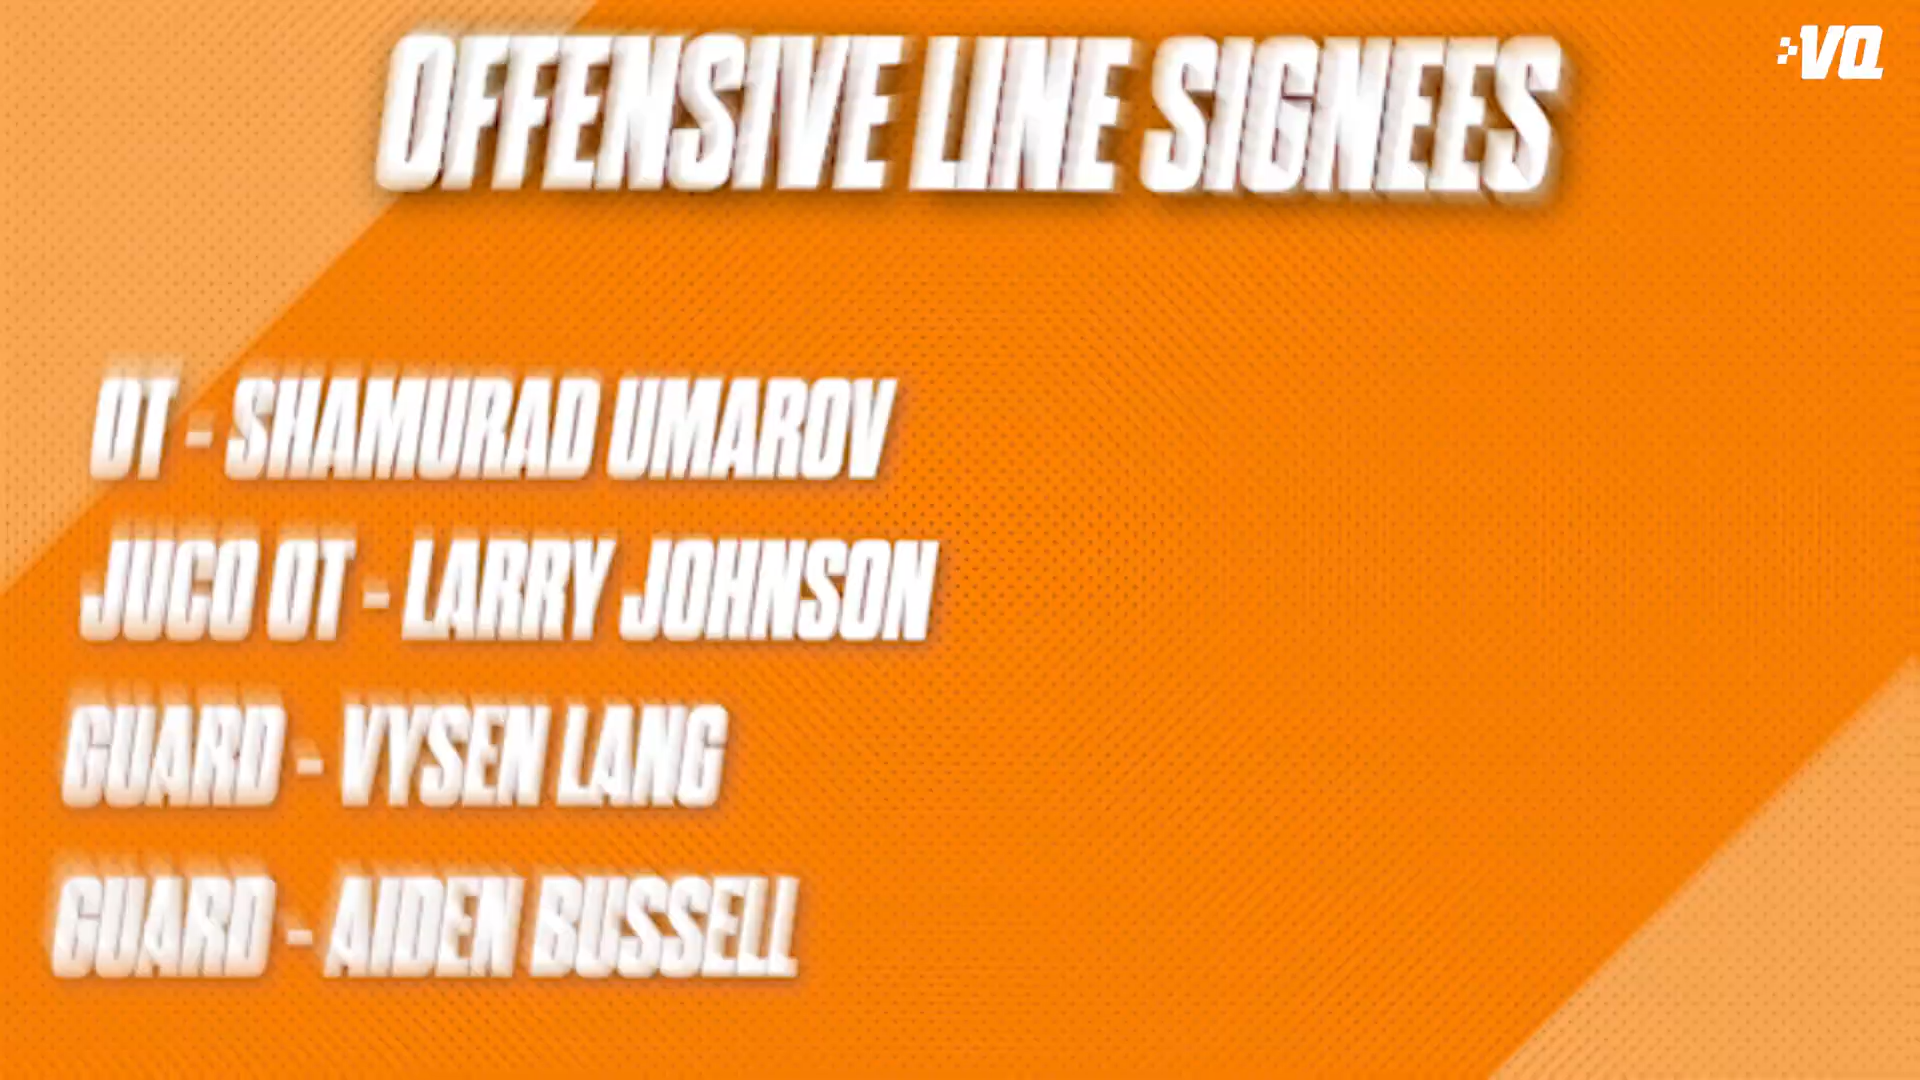 OFFENSIVE LINE SIGNEES
:VQ
OT - SHAMURAD UMAROV
JUCO OT - LARRY JOHNSON
GUARD - VYSEN LANG
GUARD - AIDEN BUSSELL